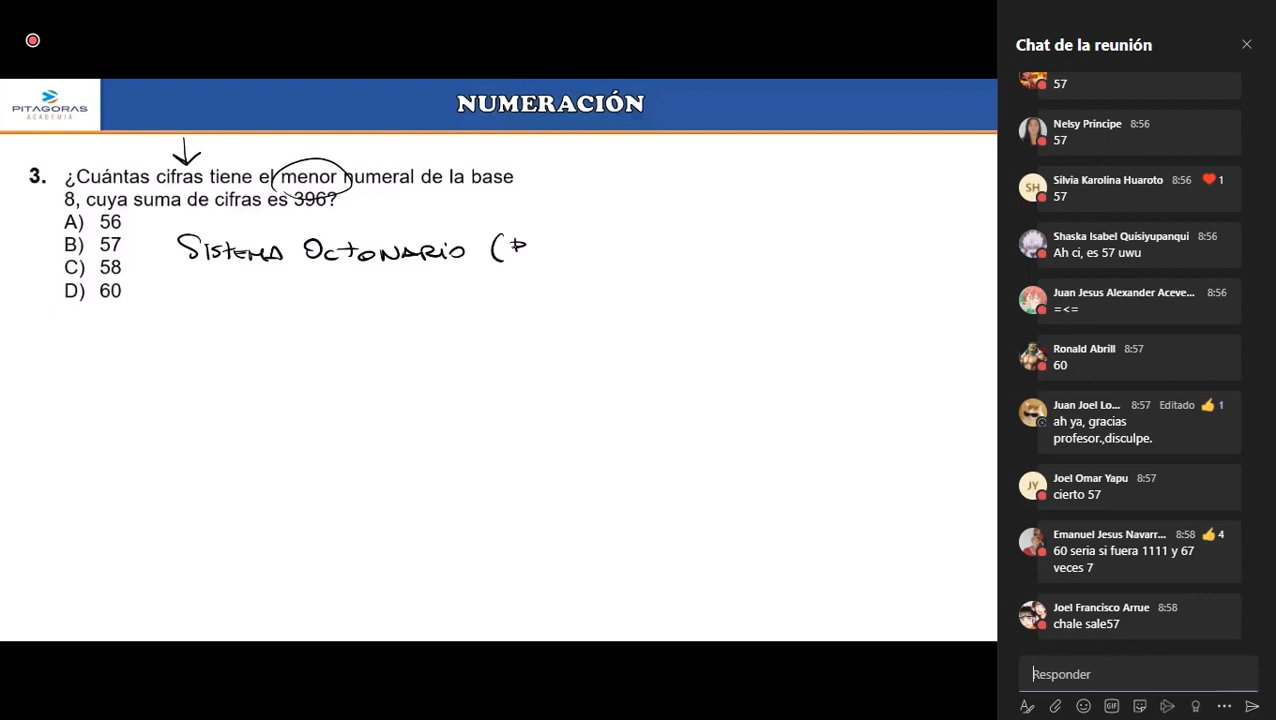 PITAGORAS
ACADEMIA
NUMERACIÓN
3. ¿Cuántas cifras tiene el menor numeral de la base
8, cuya suma de cifras es 396?
A) 56
B) 57
C) 58
D) 60
SISTEMA OCTONARIO (
Chat de la reunión
57
Nelsy Principe 8:56
57
SH Silvia Karolina Huaroto 8:56 1
57
Shaska Isabel Quisiyupanqui 8:56
Ah ci, es 57 uwu
Juan Jesus Alexander Aceve... 8:56
=<=
Ronald Abrill 8:57
60
Juan Joel Lo... 8:57 Editado 1
ah ya, gracias
profesor.,disculpe.
JY Joel Omar Yapu 8:57
cierto 57
Emanuel Jesus Navarr... 8:58 4
60 seria si fuera 1111 y 67
veces 7
Joel Francisco Arrue 8:58
chale sale57
Responder
GIF